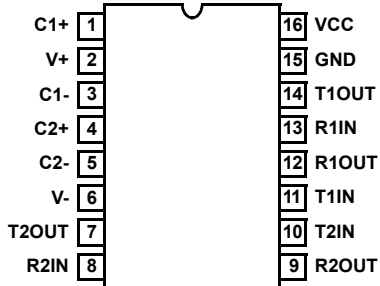 C1+ 1 16 VCC
V+ 2 15 GND
C1- 3 14 T1OUT
C2+ 4 13 R1IN
C2- 5 12 R1OUT
V- 6 11 T1IN
T2OUT 7 10 T2IN
R2IN 8 9 R2OUT